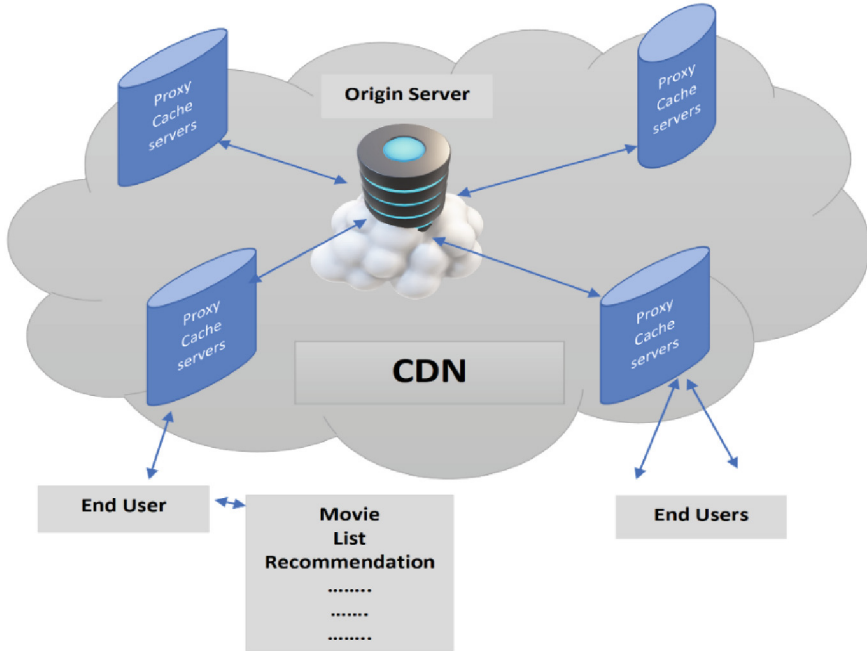 Proxy
Cache
servers
Proxy
Cache
servers
Origin Server
Proxy
Cache
servers
Proxy
Cache
servers
CDN
End User
Movie
List
Recommendation
........
.......
........
End Users